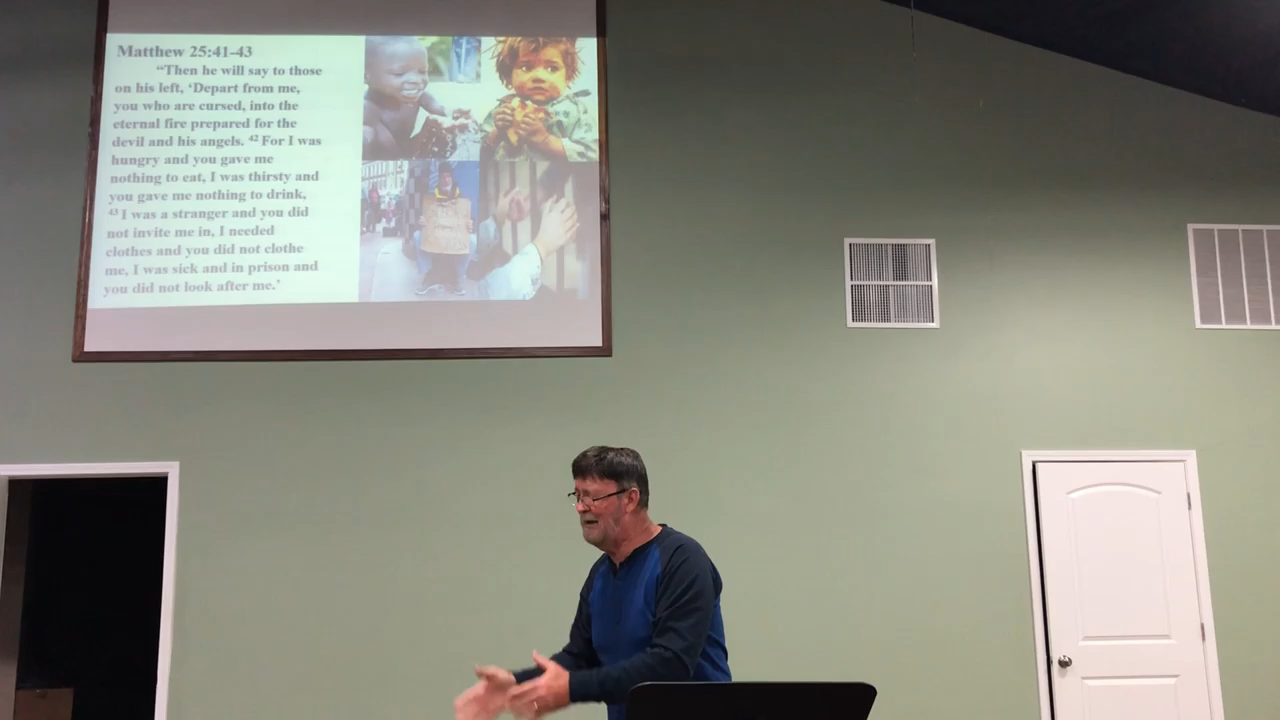 Matthew 25:41-43
“Then he will say to those
on his left, ‘Depart from me,
you who are cursed, into the
eternal fire prepared for the
devil and his angels. 42 For I was
hungry and you gave me
nothing to eat, I was thirsty and
you gave me nothing to drink,
43 I was a stranger and you did
not invite me in, I needed
clothes and you did not clothe
me, I was sick and in prison and
you did not look after me.’